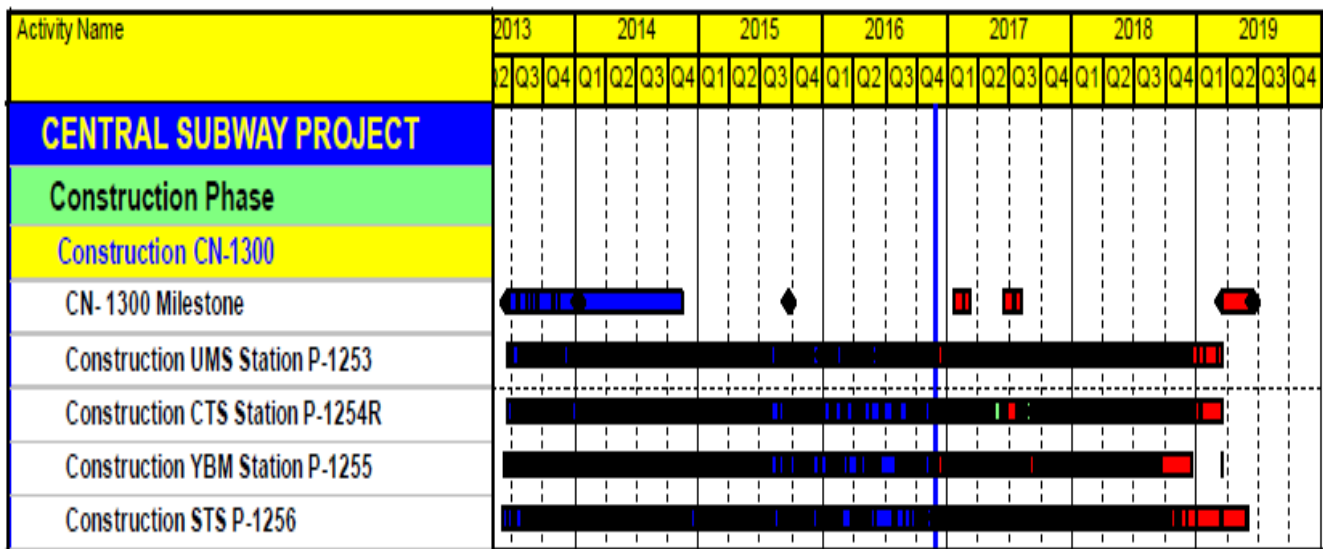 Activity Name
2013 2014 2015 2016 2017 2018 2019
Q2 Q3 Q4 Q1 Q2 Q3 Q4 Q1 Q2 Q3 Q4 Q1 Q2 Q3 Q4 Q1 Q2 Q3 Q4 Q1 Q2 Q3 Q4 Q1 Q2 Q3 Q4
CENTRAL SUBWAY PROJECT
Construction Phase
Construction CN-1300
CN- 1300 Milestone
Construction UMS Station P-1253
Construction CTS Station P-1254R
Construction YBM Station P-1255
Construction STS P-1256